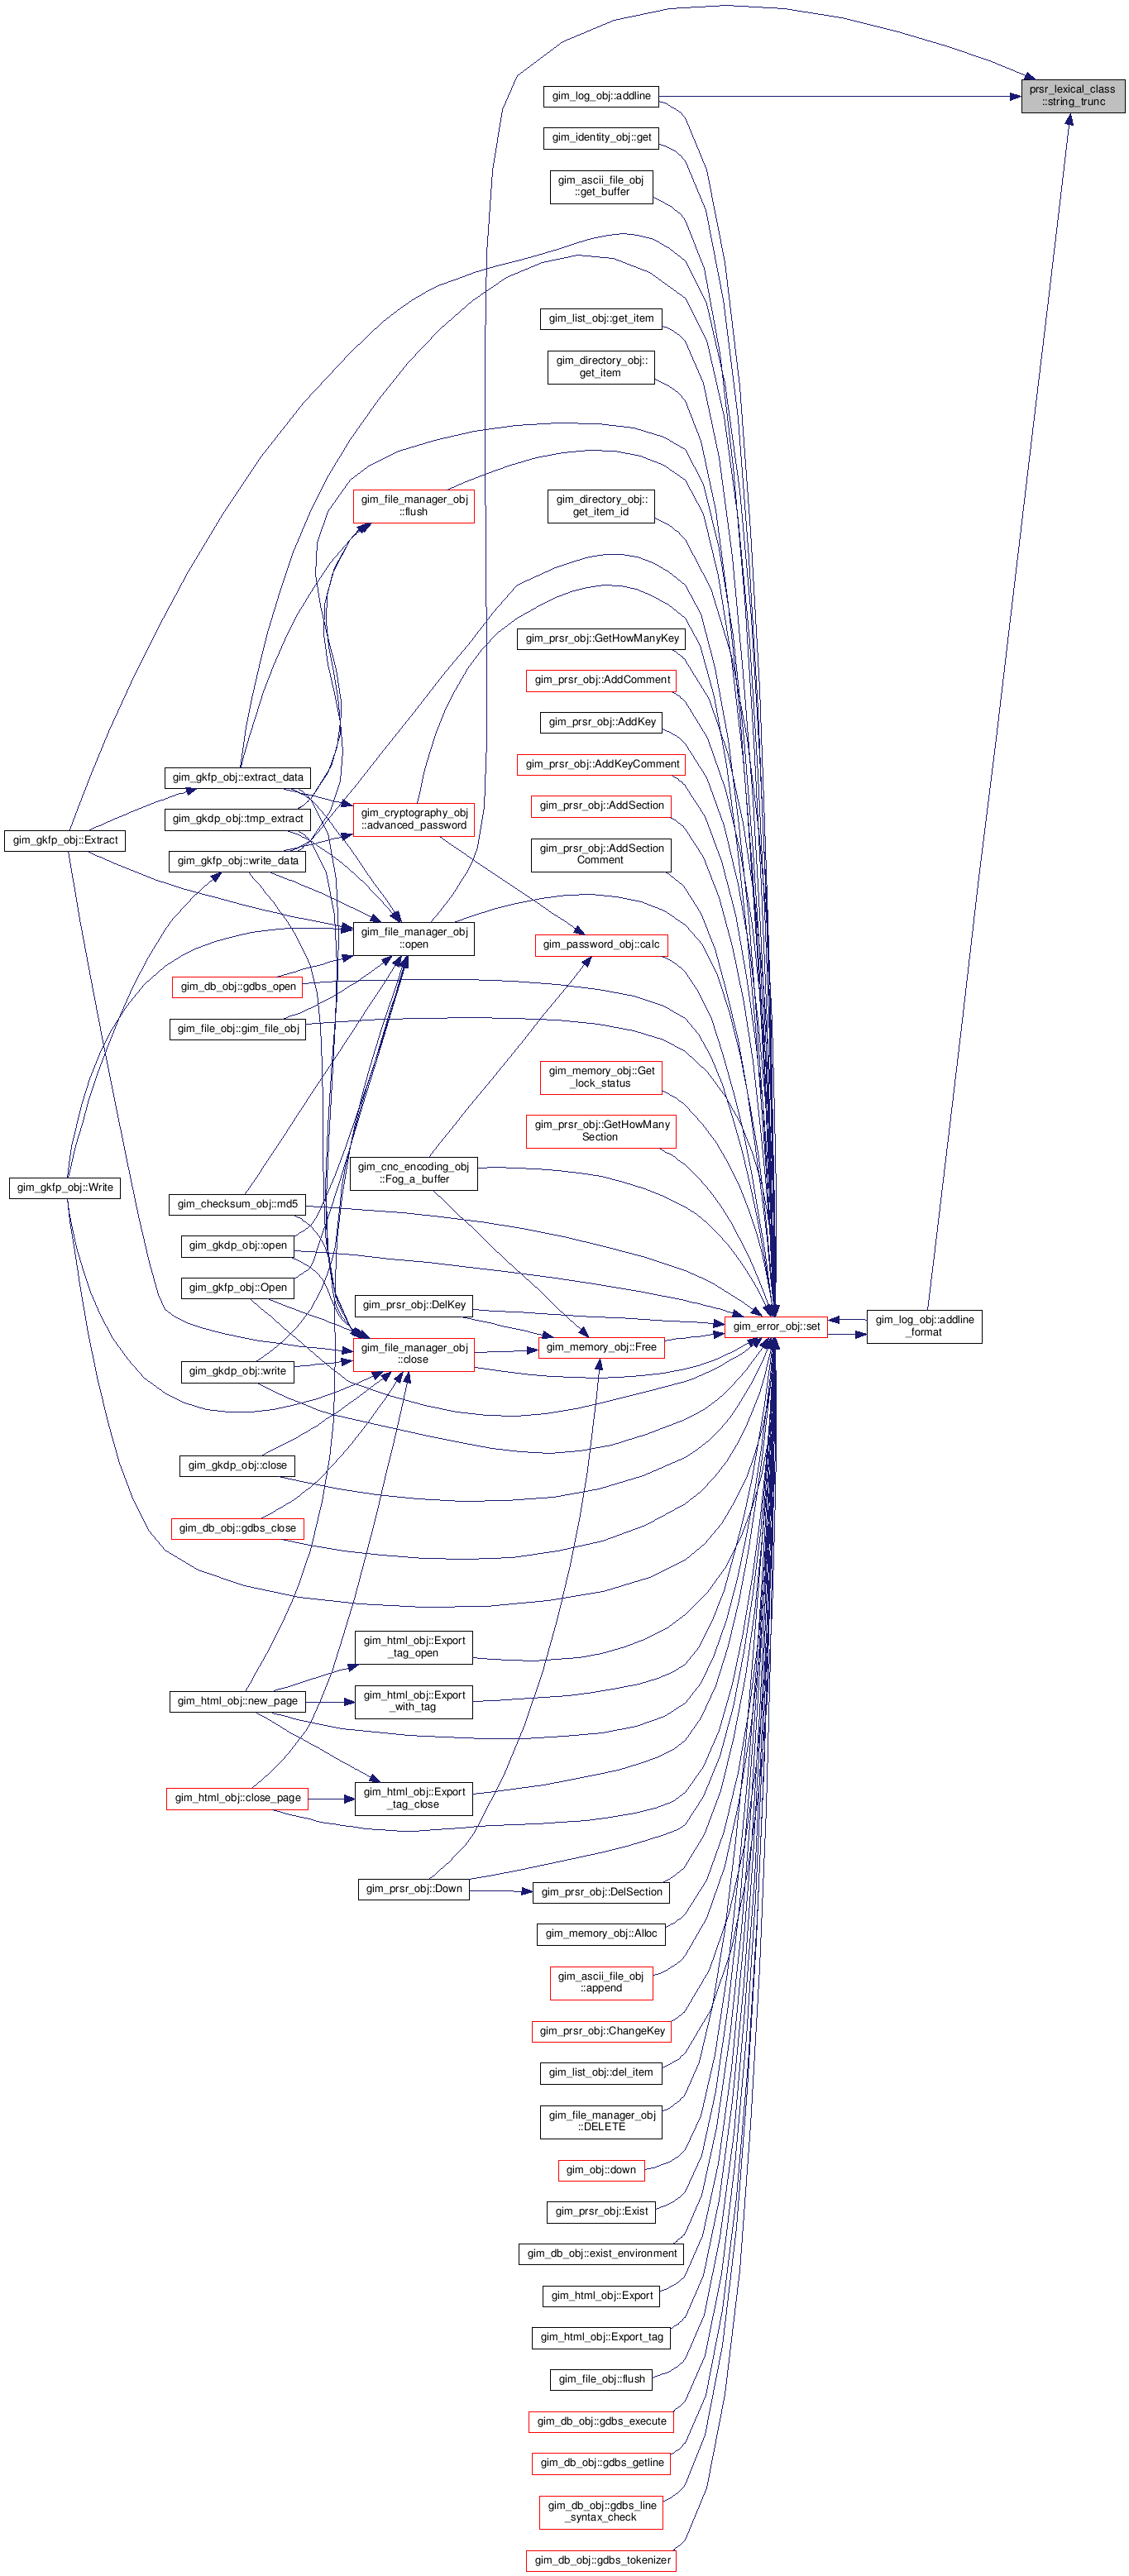 prsr_lexical_class
::string_trunc
gim_log_obj::addline
gim_identity_obj::get
gim_ascii_file_obj
::get_buffer
gim_list_obj::get_item
gim_directory_obj::
get_item
gim_file_manager_obj
::flush
gim_directory_obj::
get_item_id
gim_prsr_obj::GetHowManyKey
gim_prsr_obj::AddComment
gim_prsr_obj::AddKey
gim_prsr_obj::AddKeyComment
gim_gkfp_obj::extract_data
gim_prsr_obj::AddSection
gim_gkdp_obj::tmp_extract
gim_cryptography_obj
::advanced_password
gim_gkfp_obj::Extract
gim_prsr_obj::AddSection
Comment
gim_gkfp_obj::write_data
gim_file_manager_obj
::open
gim_password_obj::calc
gim_db_obj::gdbs_open
gim_file_obj::gim_file_obj
gim_memory_obj::Get
_lock_status
gim_prsr_obj::GetHowMany
Section
gim_cnc_encoding_obj
::Fog_a_buffer
gim_gkfp_obj::Write
gim_checksum_obj::md5
gim_gkdp_obj::open
gim_gkfp_obj::Open
gim_prsr_obj::DelKey
gim_error_obj::set
gim_log_obj::addline
_format
gim_file_manager_obj
::close
gim_memory_obj::Free
gim_gkdp_obj::write
gim_gkdp_obj::close
gim_db_obj::gdbs_close
gim_html_obj::Export
_tag_open
gim_html_obj::new_page
gim_html_obj::Export
_with_tag
gim_html_obj::close_page
gim_html_obj::Export
_tag_close
gim_prsr_obj::Down
gim_prsr_obj::DelSection
gim_memory_obj::Alloc
gim_ascii_file_obj
::append
gim_prsr_obj::ChangeKey
gim_list_obj::del_item
gim_file_manager_obj
::DELETE
gim_obj::down
gim_prsr_obj::Exist
gim_db_obj::exist_environment
gim_html_obj::Export
gim_html_obj::Export_tag
gim_file_obj::flush
gim_db_obj::gdbs_execute
gim_db_obj::gdbs_getline
gim_db_obj::gdbs_line
_syntax_check
gim_db_obj::gdbs_tokenizer